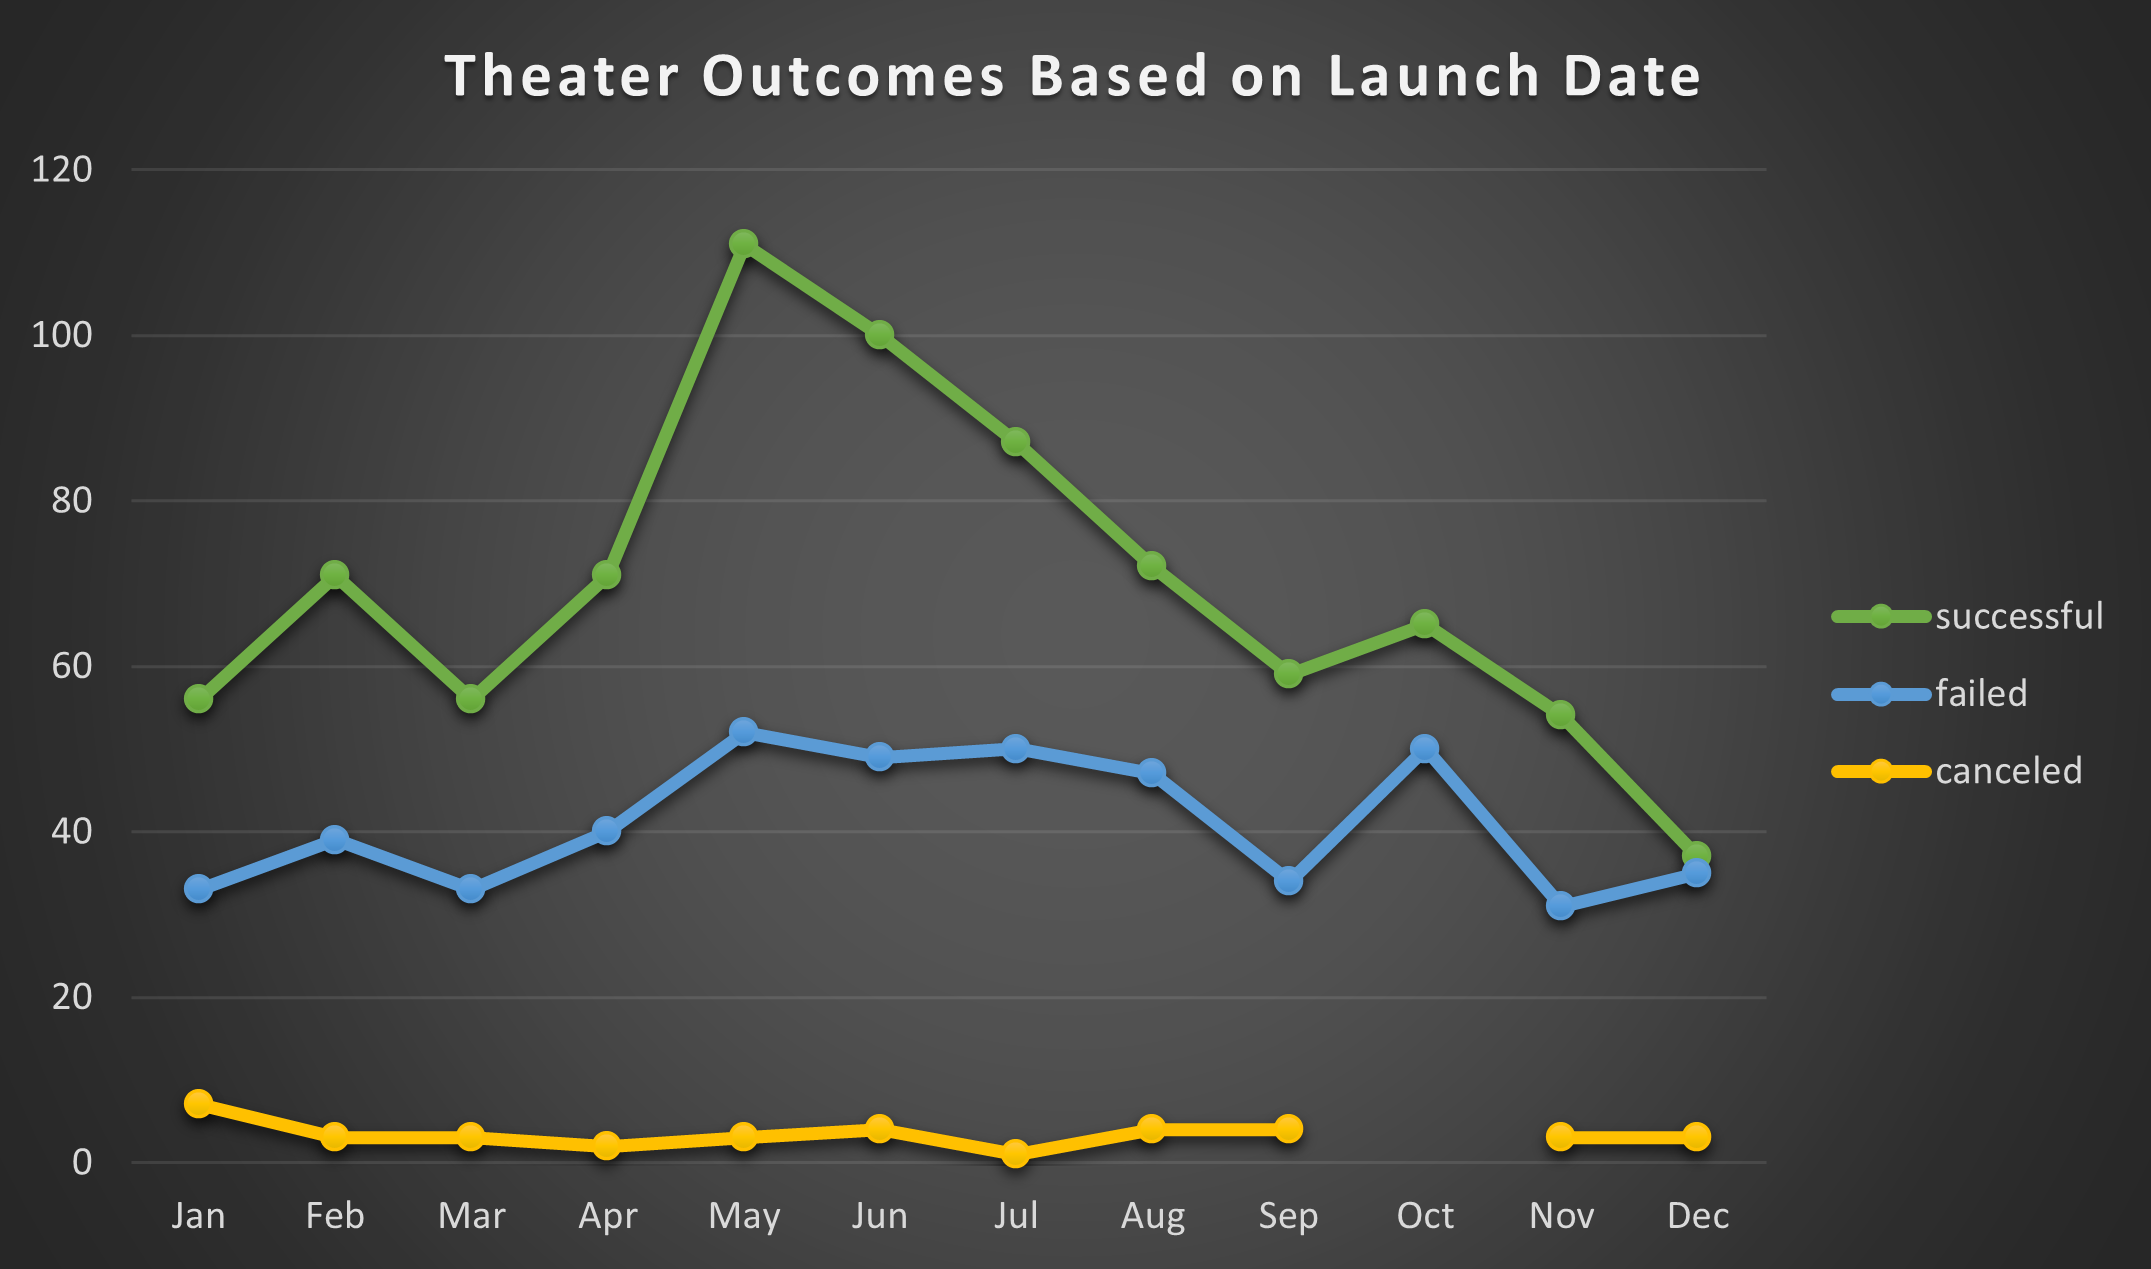 Theater Outcomes Based on Launch Date
120
100
80
60
40
20
0
Jan Feb Mar Apr May Jun Jul Aug Sep Oct Nov Dec
successful
failed
canceled